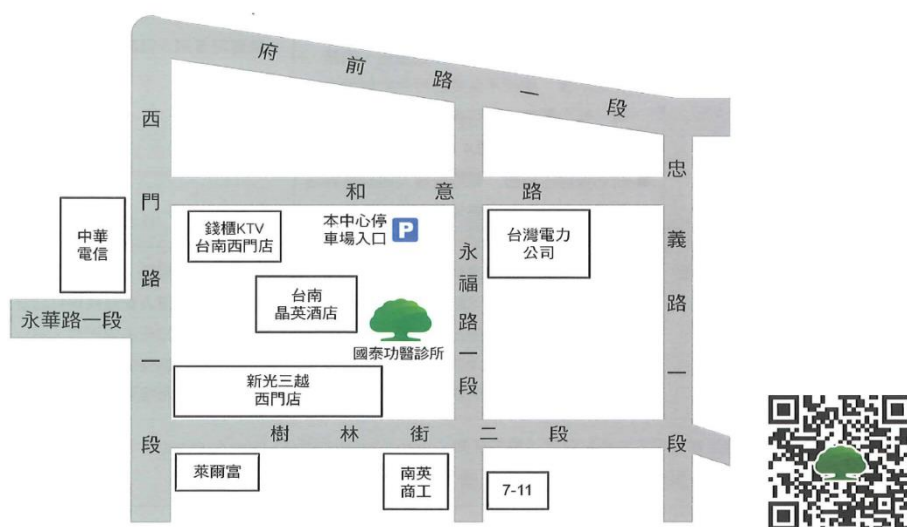 府前路一段
西門路一段
和意路
忠義路一段
中華
電信
錢櫃KTV
台南西門店
本中心停
車場入口
P
永福路一段
台灣電力
公司
台南
晶英酒店
永華路一段
國泰功醫診所
新光三越
西門店
樹林街二段
萊爾富
南英
商工
7-11